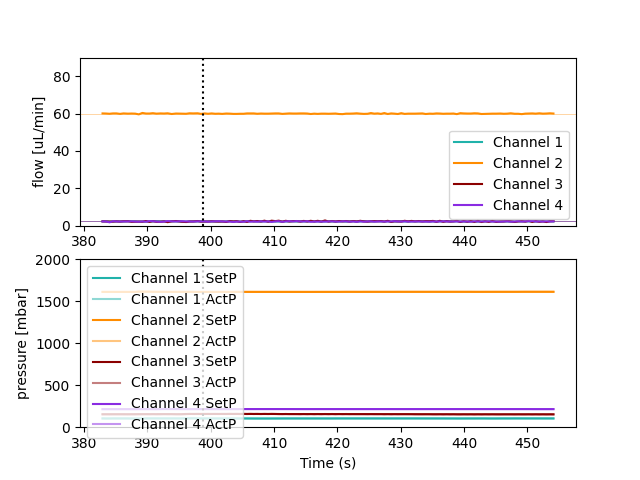 flow [uL/min]
80
60
40
20
0
380 390 400 410 420 430 440 450
Channel 1
Channel 2
Channel 3
Channel 4
pressure [mbar]
2000
1500
1000
500
0
Channel 1 SetP
Channel 1 ActP
Channel 2 SetP
Channel 2 ActP
Channel 3 SetP
Channel 3 ActP
Channel 4 SetP
Channel 4 ActP
380 390 400 410 420 430 440 450
Time (s)